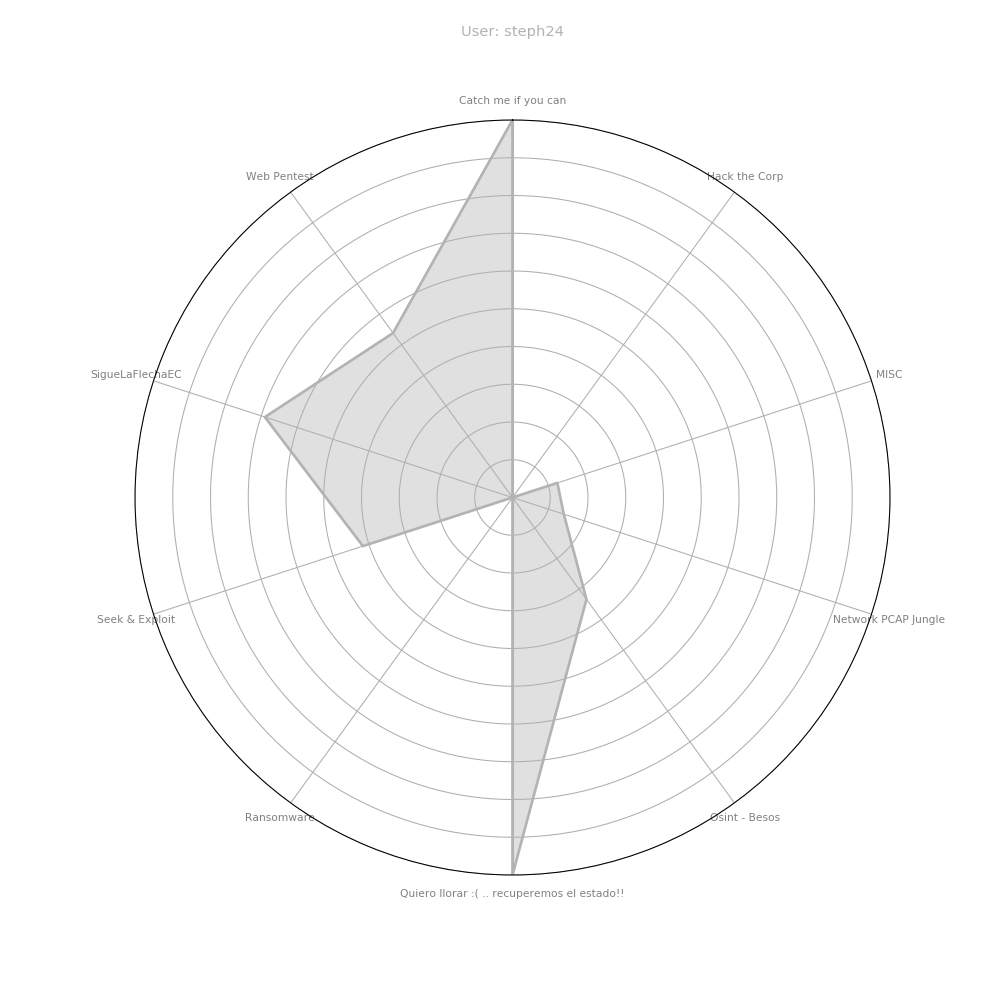 User: steph24
Catch me if you can
Web Pentest
Hack the Corp
SigueLaFlechaEC
MISC
Seek & Exploit
Network PCAP Jungle
Ransomware
Osint - Besos
Quiero llorar :( .. recuperemos el estado!!